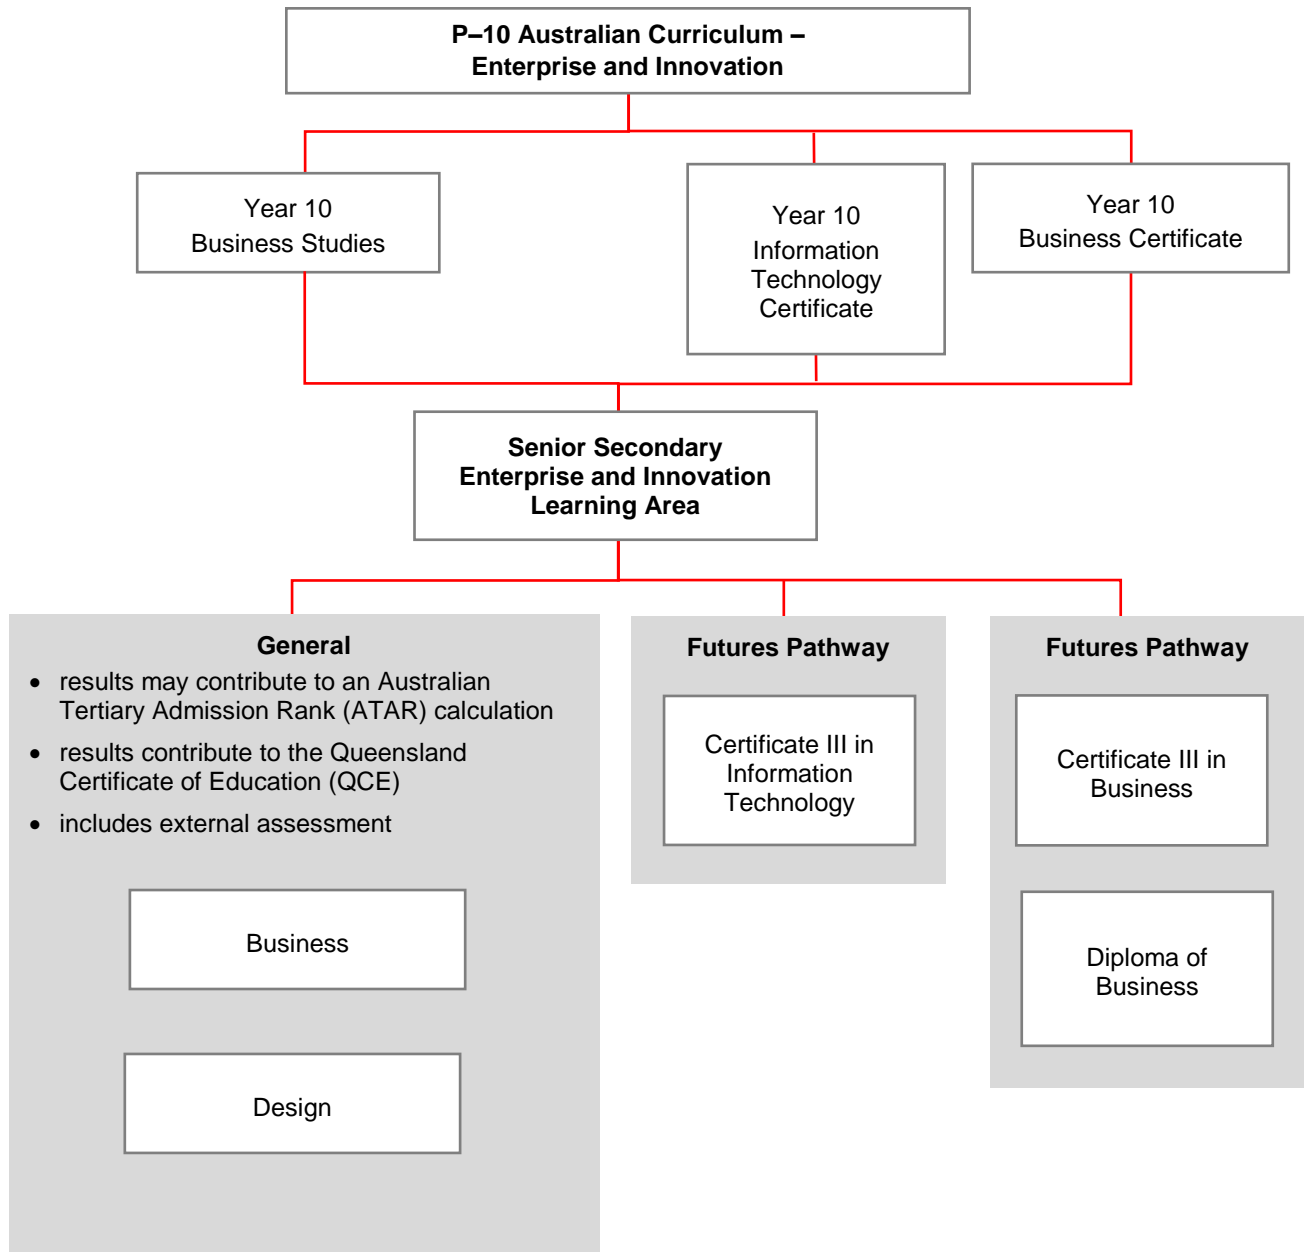 P–10 Australian Curriculum –
Enterprise and Innovation
Year 10
Business Studies
Year 10
Information
Technology
Certificate
Year 10
Business Certificate
Senior Secondary
Enterprise and Innovation
Learning Area
General
• results may contribute to an Australian
Tertiary Admission Rank (ATAR) calculation
• results contribute to the Queensland
Certificate of Education (QCE)
• includes external assessment
Business
Design
Futures Pathway
Certificate III in
Information
Technology
Futures Pathway
Certificate III in
Business
Diploma of
Business